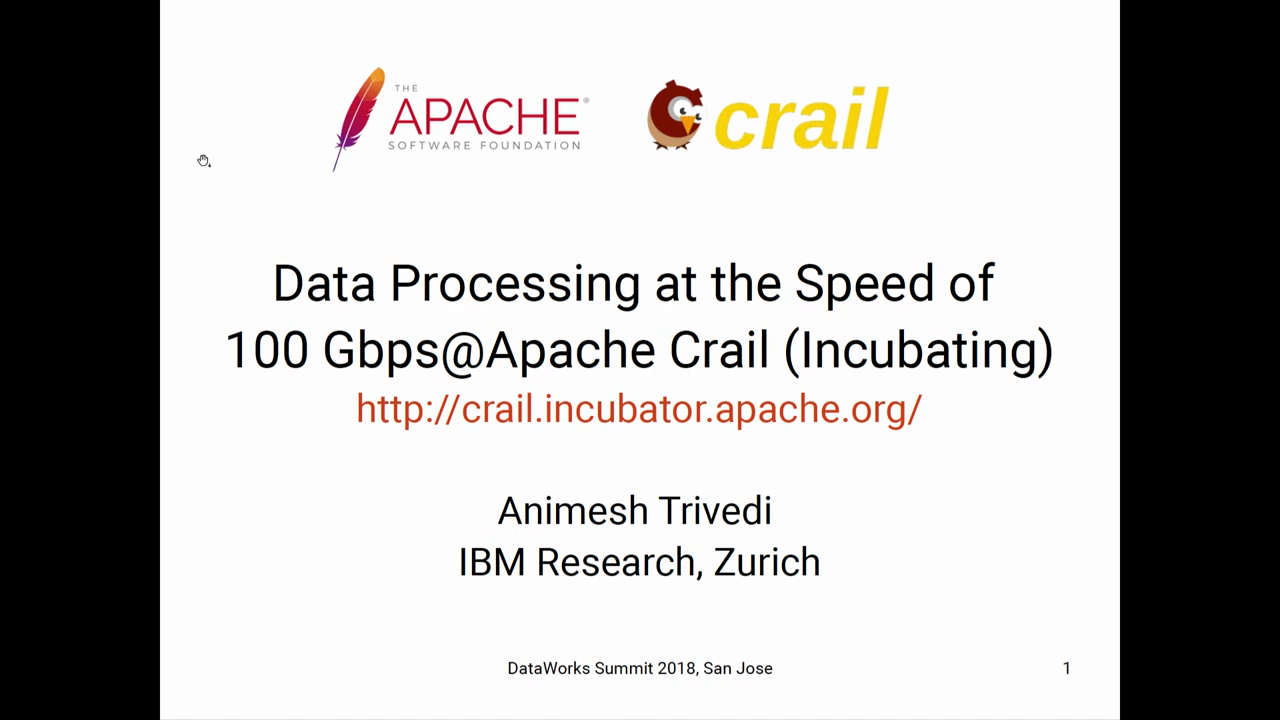 THE
APACHE®
SOFTWARE FOUNDATION
crail
Data Processing at the Speed of
100 Gbps@Apache Crail (Incubating)
http://crail.incubator.apache.org/
Animesh Trivedi
IBM Research, Zurich
DataWorks Summit 2018, San Jose
1